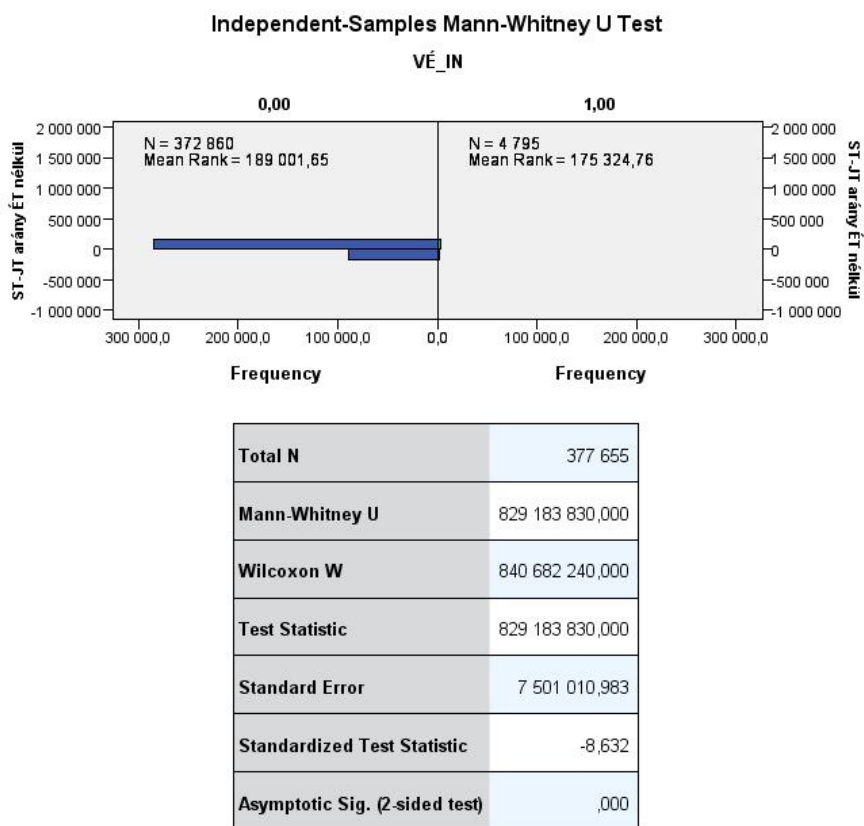 Independent-Samples Mann-Whitney U Test
VÉ_IN
0,00 1,00
ST-JT arány ÉT nélkül
2 000 000
1 500 000
1 000 000
500 000
0
-500 000
-1 000 000
N = 372 860
Mean Rank = 189 001,65
N = 4 795
Mean Rank = 175 324,76
2 000 000
1 500 000
1 000 000
500 000
0
-500 000
-1 000 000
ST-JT arány ÉT nélkül
300 000,0 200 000,0 100 000,0 0,0 100 000,0 200 000,0 300 000,0
Frequency Frequency
Total N 377 655
Mann-Whitney U 829 183 830,000
Wilcoxon W 840 682 240,000
Test Statistic 829 183 830,000
Standard Error 7 501 010,983
Standardized Test Statistic -8,632
Asymptotic Sig. (2-sided test) ,000